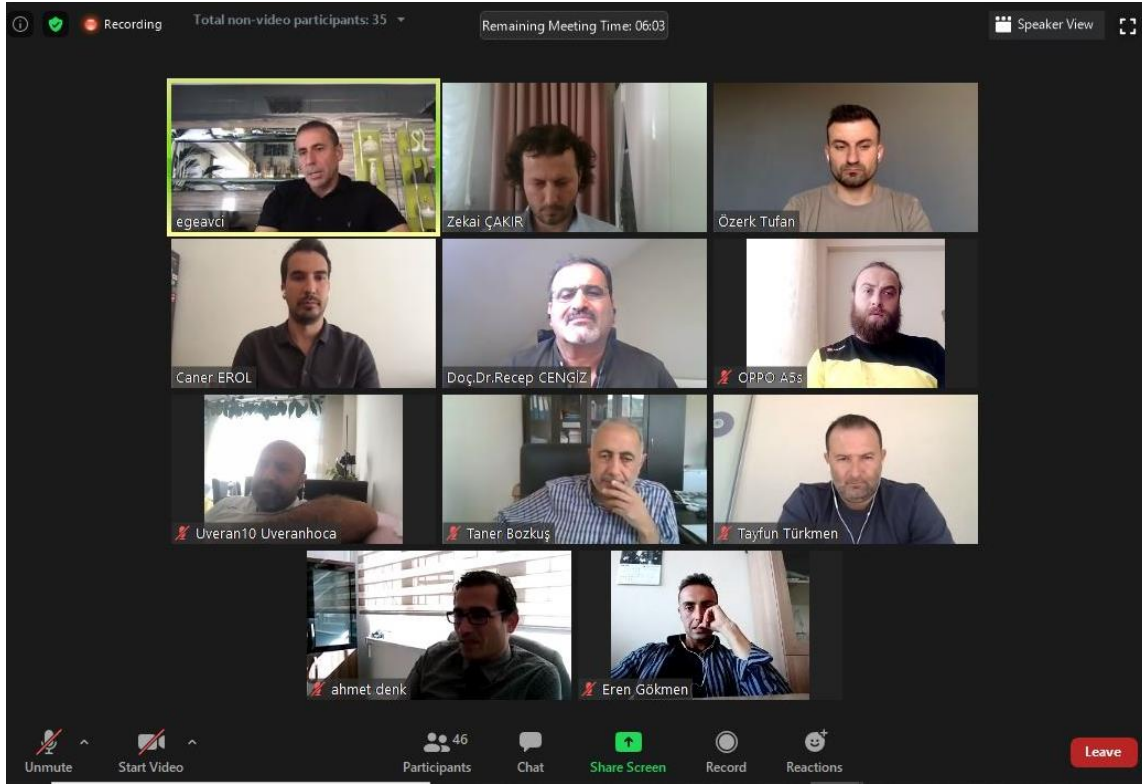 Recording
Total non-video participants: 35
Remaining Meeting Time: 06:03
Speaker View
egeavci
Zekai ÇAKIR
Özerk Tufan
Caner EROL
Doç.Dr.Recep CENGİZ
OPPO A5s
Uveran10 Uveranhoca
Taner Bozkuş
Tayfun Türkmen
ahmet denk
Eren Gökmen
Unmute
Start Video
46
Participants
Chat
Share Screen
Record
Reactions
Leave